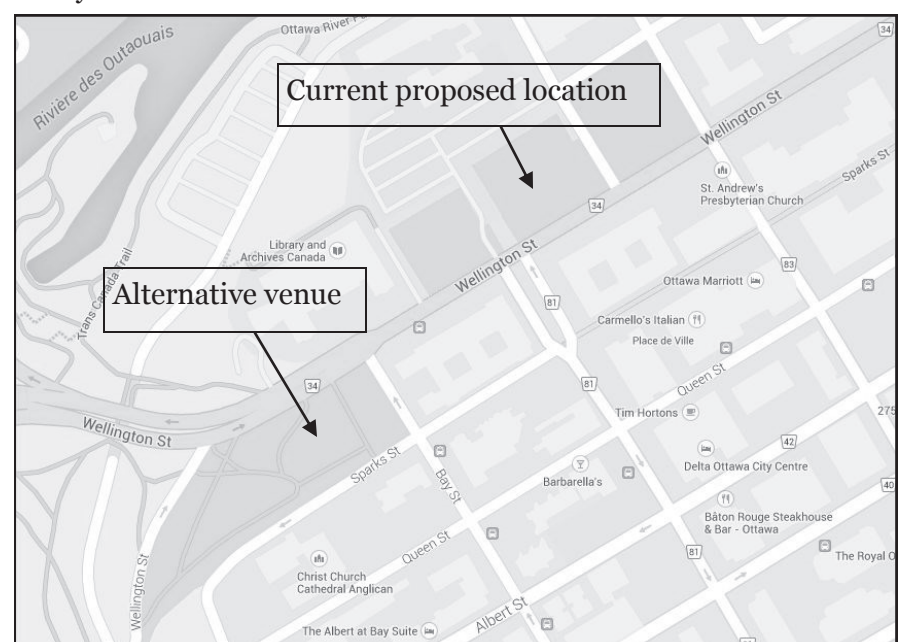 Ottawa River
34
Rivière des Outaouais
Current proposed location
Wellington St
Sparks St
St. Andrew's
Presbyterian Church
34
Library and
Archives Canada
Wellington St
83
Trans Canada Trail
Ottawa Marriott
Alternative venue
81
Carmello's Italian
Place de Ville
34
81
Queen St
Wellington St
Tim Hortons
275
Sparks St
42
Delta Ottawa City Centre
Bay St
Barbarella's
40
Bâton Rouge Steakhouse
& Bar - Ottawa
Queen St
81
The Royal O
Christ Church
Cathedral Anglican
Wellington St
Albert St
The Albert at Bay Suite